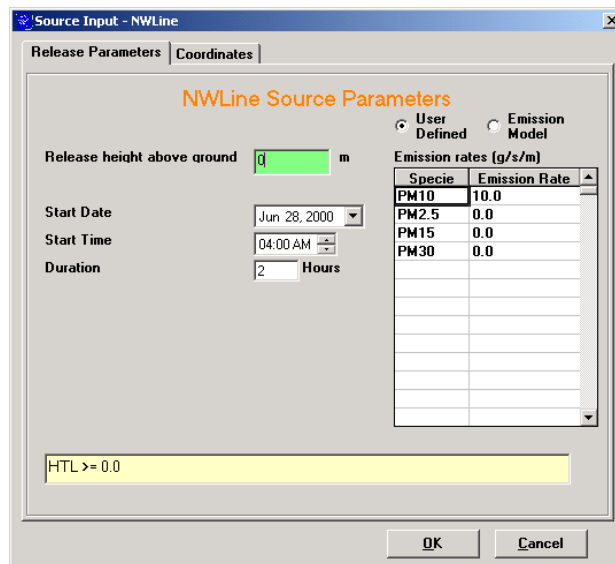 Source Input - NWLine
Release Parameters Coordinates
NWLine Source Parameters
User Defined Emission Model
Release height above ground 0 m
Emission rates (g/s/m)
Specie Emission Rate
PM10 10.0
PM2.5 0.0
PM15 0.0
PM30 0.0
Start Date Jun 28, 2000
Start Time 04:00 AM
Duration 2 Hours
HTL >= 0.0
OK Cancel